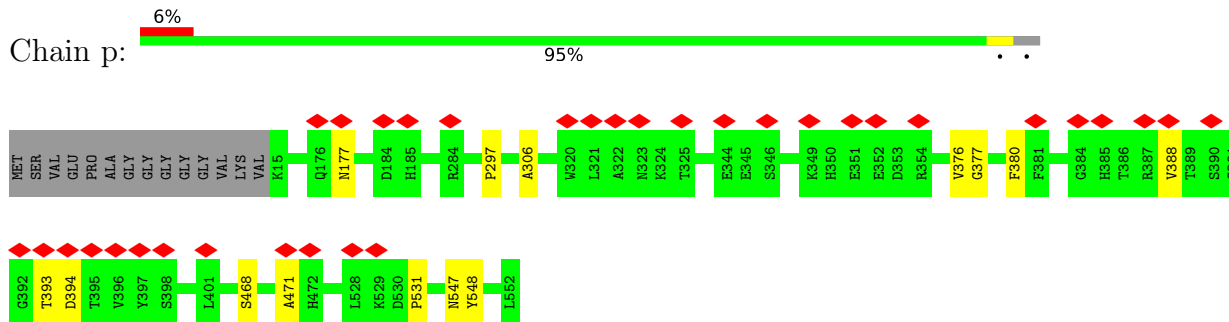 6%
Chain p:
95%
• •
MET SER VAL GLU PRO ALA GLY GLY GLY GLY GLY VAL LYS VAL K15 Q176 N177 D184 H185 R284 P297 A306 W320 L321 A322 N323 K324 T325 E344 E345 S346 K349 H350 E351 E352 D353 R354 V376 G377 F380 F381 G384 H385 T386 R387 V388 T389 S390
G392 T393 D394 T395 V396 Y397 S398 L401 S468 A471 H472 L528 K529 D530 P531 N547 Y548 L552